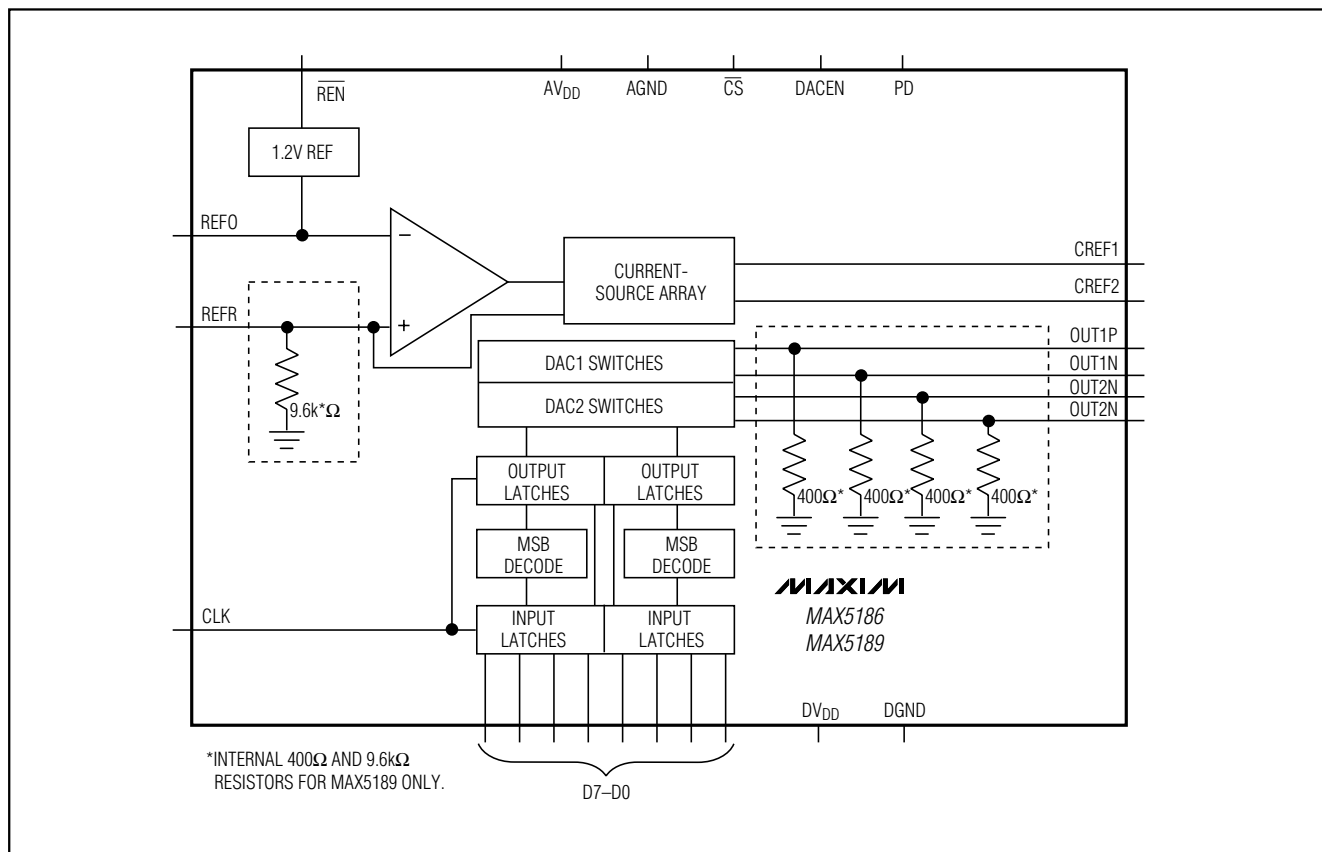 REN
AVDD
AGND
CS
DACEN
PD
1.2V REF
REFO
−
CURRENT-
SOURCE ARRAY
CREF1
CREF2
REFR
+
OUT1P
DAC1 SWITCHES
OUT1N
OUT2N
DAC2 SWITCHES
OUT2N
9.6k*Ω
OUTPUT
LATCHES
OUTPUT
LATCHES
400Ω*
400Ω*
400Ω*
400Ω*
MSB
DECODE
MSB
DECODE
MAXIM
CLK
INPUT
LATCHES
INPUT
LATCHES
MAX5186
MAX5189
DVDD
DGND
*INTERNAL 400Ω AND 9.6kΩ
RESISTORS FOR MAX5189 ONLY.
D7–D0